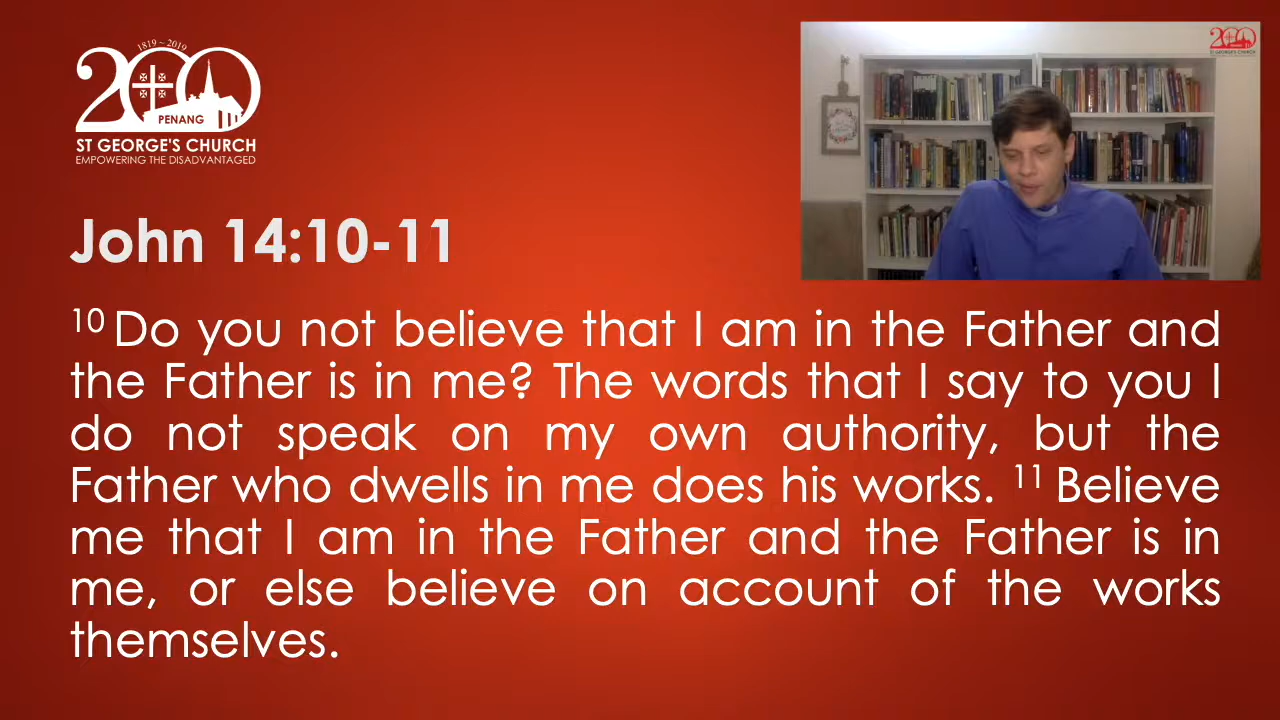 1819 ~ 2019
200
PENANG
ST GEORGE'S CHURCH
EMPOWERING THE DISADVANTAGED
200
ST GEORGE'S CHURCH
John 14:10-11
10 Do you not believe that I am in the Father and
the Father is in me? The words that I say to you I
do not speak on my own authority, but the
Father who dwells in me does his works. 11 Believe
me that I am in the Father and the Father is in
me, or else believe on account of the works
themselves.